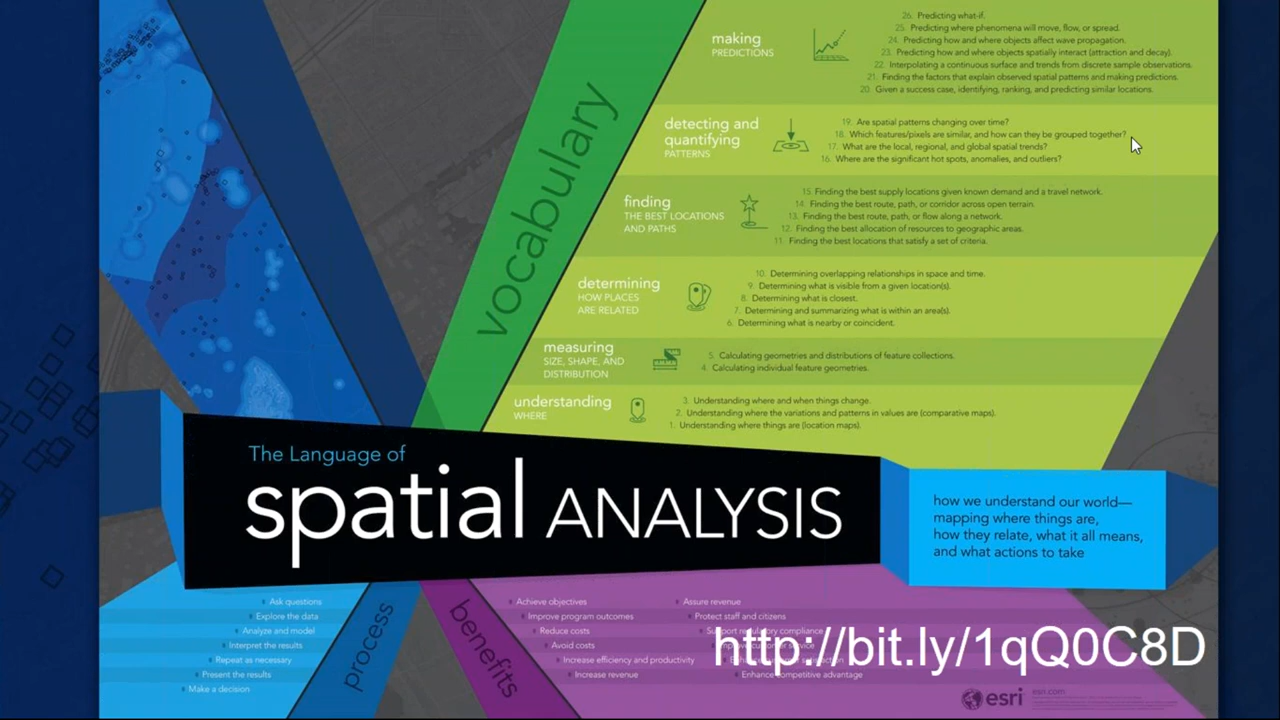 vocabulary
making
PREDICTIONS
26. Predicting what-if.
25. Predicting where phenomena will move, flow, or spread.
24. Predicting how and where objects affect wave propagation.
23. Predicting how and where objects spatially interact (attraction and decay).
22. Interpolating a continuous surface and trends from discrete sample observations.
21. Finding the factors that explain observed spatial patterns and making predictions.
20. Given a success case, identifying, ranking, and predicting similar locations.
detecting and
quantifying
PATTERNS
19. Are spatial patterns changing over time?
18. Which features/pixels are similar, and how can they be grouped together?
17. What are the local, regional, and global spatial trends?
16. Where are the significant hot spots, anomalies, and outliers?
finding
THE BEST LOCATIONS
AND PATHS
15. Finding the best supply locations given known demand and a travel network.
14. Finding the best route, path, or corridor across open terrain.
13. Finding the best route, path, or flow along a network.
12. Finding the best allocation of resources to geographic areas.
11. Finding the best locations that satisfy a set of criteria.
determining
HOW PLACES
ARE RELATED
10. Determining overlapping relationships in space and time.
9. Determining what is visible from a given location(s).
8. Determining what is closest.
7. Determining and summarizing what is within an area(s).
6. Determining what is nearby or coincident.
measuring
SIZE, SHAPE, AND
DISTRIBUTION
5. Calculating geometries and distributions of feature collections.
4. Calculating individual feature geometries.
understanding
WHERE
3. Understanding where and when things change.
2. Understanding where the variations and patterns in values are (comparative maps).
1. Understanding where things are (location maps).
The Language of
spatial ANALYSIS
how we understand our world—
mapping where things are,
how they relate, what it all means,
and what actions to take
process
Ask questions
Explore the data
Analyze and model
Interpret the results
Repeat as necessary
Present the results
Make a decision
benefits
Achieve objectives
Improve program outcomes
Reduce costs
Avoid costs
Increase efficiency and productivity
Increase revenue
Assure revenue
Protect staff and citizens
Support regulatory compliance
Improve customer service
Enhance competitive advantage
http://bit.ly/1qQ0C8D
esri
esri.com